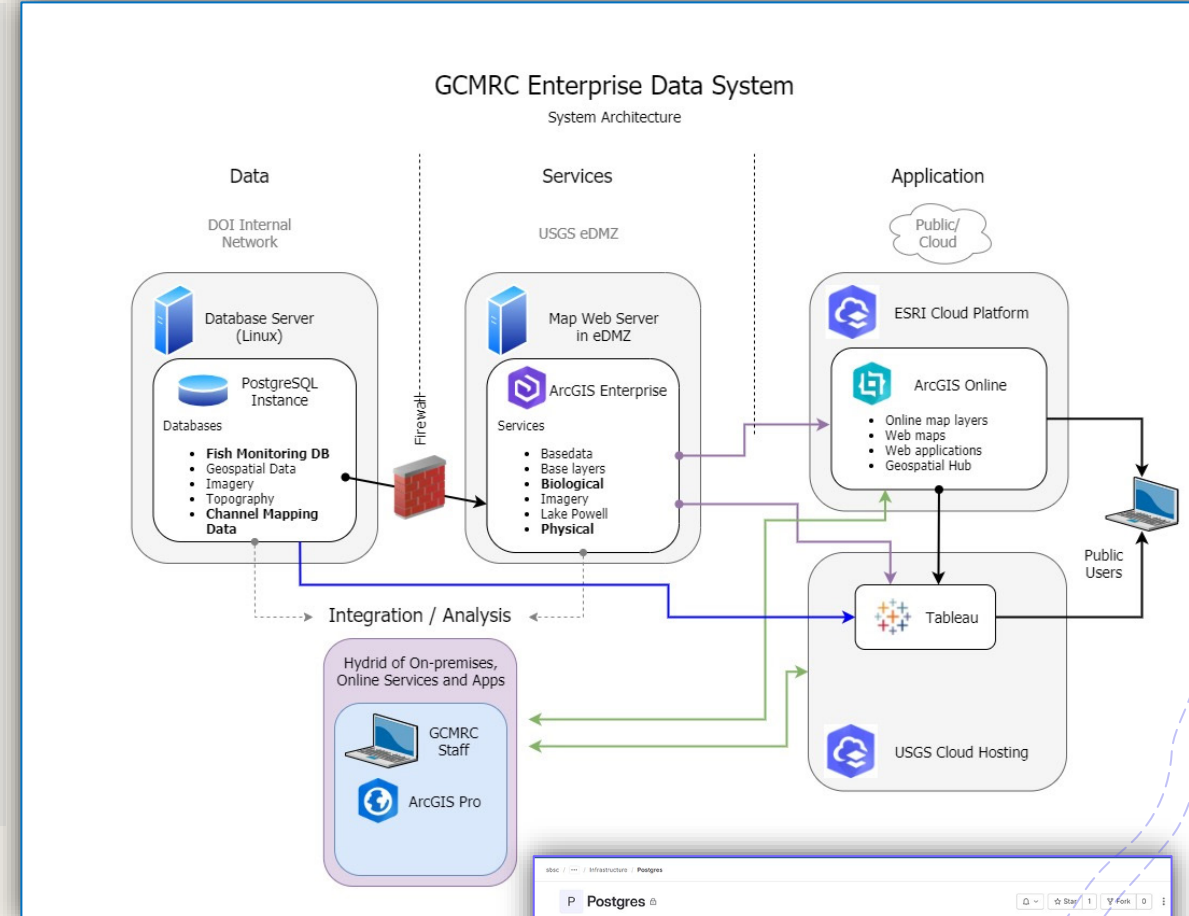 GCMRC Enterprise Data System
System Architecture
Data
Services
Application
DOI Internal
Network
USGS eDMZ
Public/
Cloud
Database Server
(Linux)
PostgreSQL
Instance
Databases
• Fish Monitoring DB
• Geospatial Data
• Imagery
• Topography
• Channel Mapping
Data
Firewall
Map Web Server
in eDMZ
ArcGIS Enterprise
Services
• Basedata
• Base layers
• Biological
• Imagery
• Lake Powell
• Physical
ESRI Cloud Platform
ArcGIS Online
• Online map layers
• Web maps
• Web applications
• Geospatial Hub
Public
Users
Tableau
USGS Cloud Hosting
Integration / Analysis
Hydrid of On-premises,
Online Services and Apps
GCMRC
Staff
ArcGIS Pro
sbsc / ... / Infrastructure / Postgres
P Postgres
Star 1 Fork 0